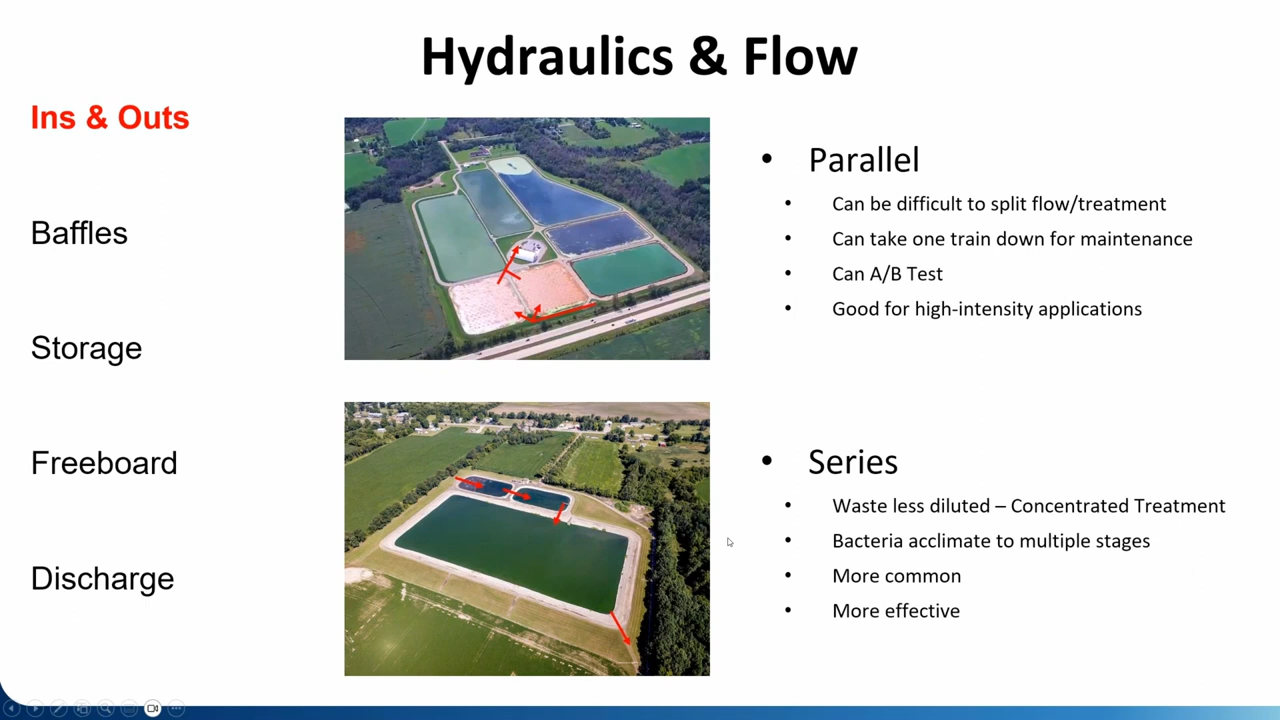 Hydraulics & Flow
Ins & Outs
Baffles
Storage
Freeboard
Discharge
• Parallel
• Can be difficult to split flow/treatment
• Can take one train down for maintenance
• Can A/B Test
• Good for high-intensity applications
• Series
• Waste less diluted – Concentrated Treatment
• Bacteria acclimate to multiple stages
• More common
• More effective